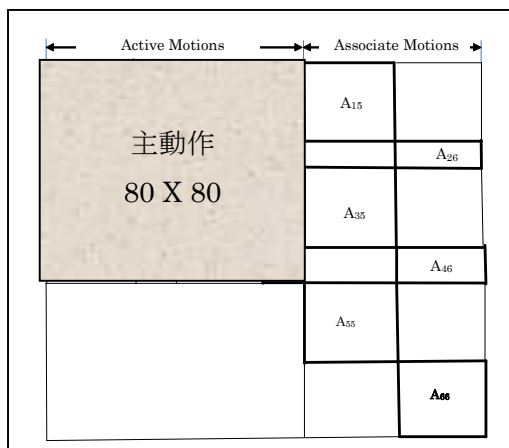 Active Motions
Associate Motions
主動作
80 X 80
A15
A26
A35
A46
A55
A66